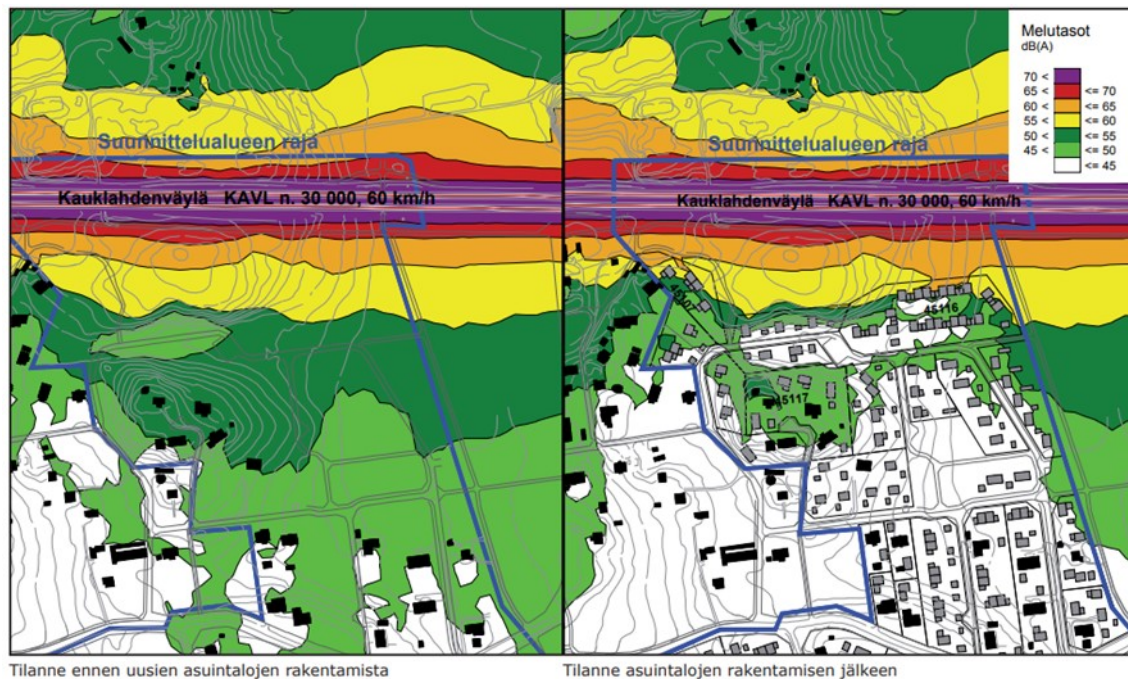 Suunnittelualueen raja
Kauklahdenväylä KAVL n. 30 000, 60 km/h
Tilanne ennen uusien asuintalojen rakentamista
Suunnittelualueen raja
Kauklahdenväylä KAVL n. 30 000, 60 km/h
45107
45116
45117
Melutasot
dB(A)
70 <
65 < <= 70
60 < <= 65
55 < <= 60
50 < <= 55
45 < <= 50
<= 45
Tilanne asuintalojen rakentamisen jälkeen